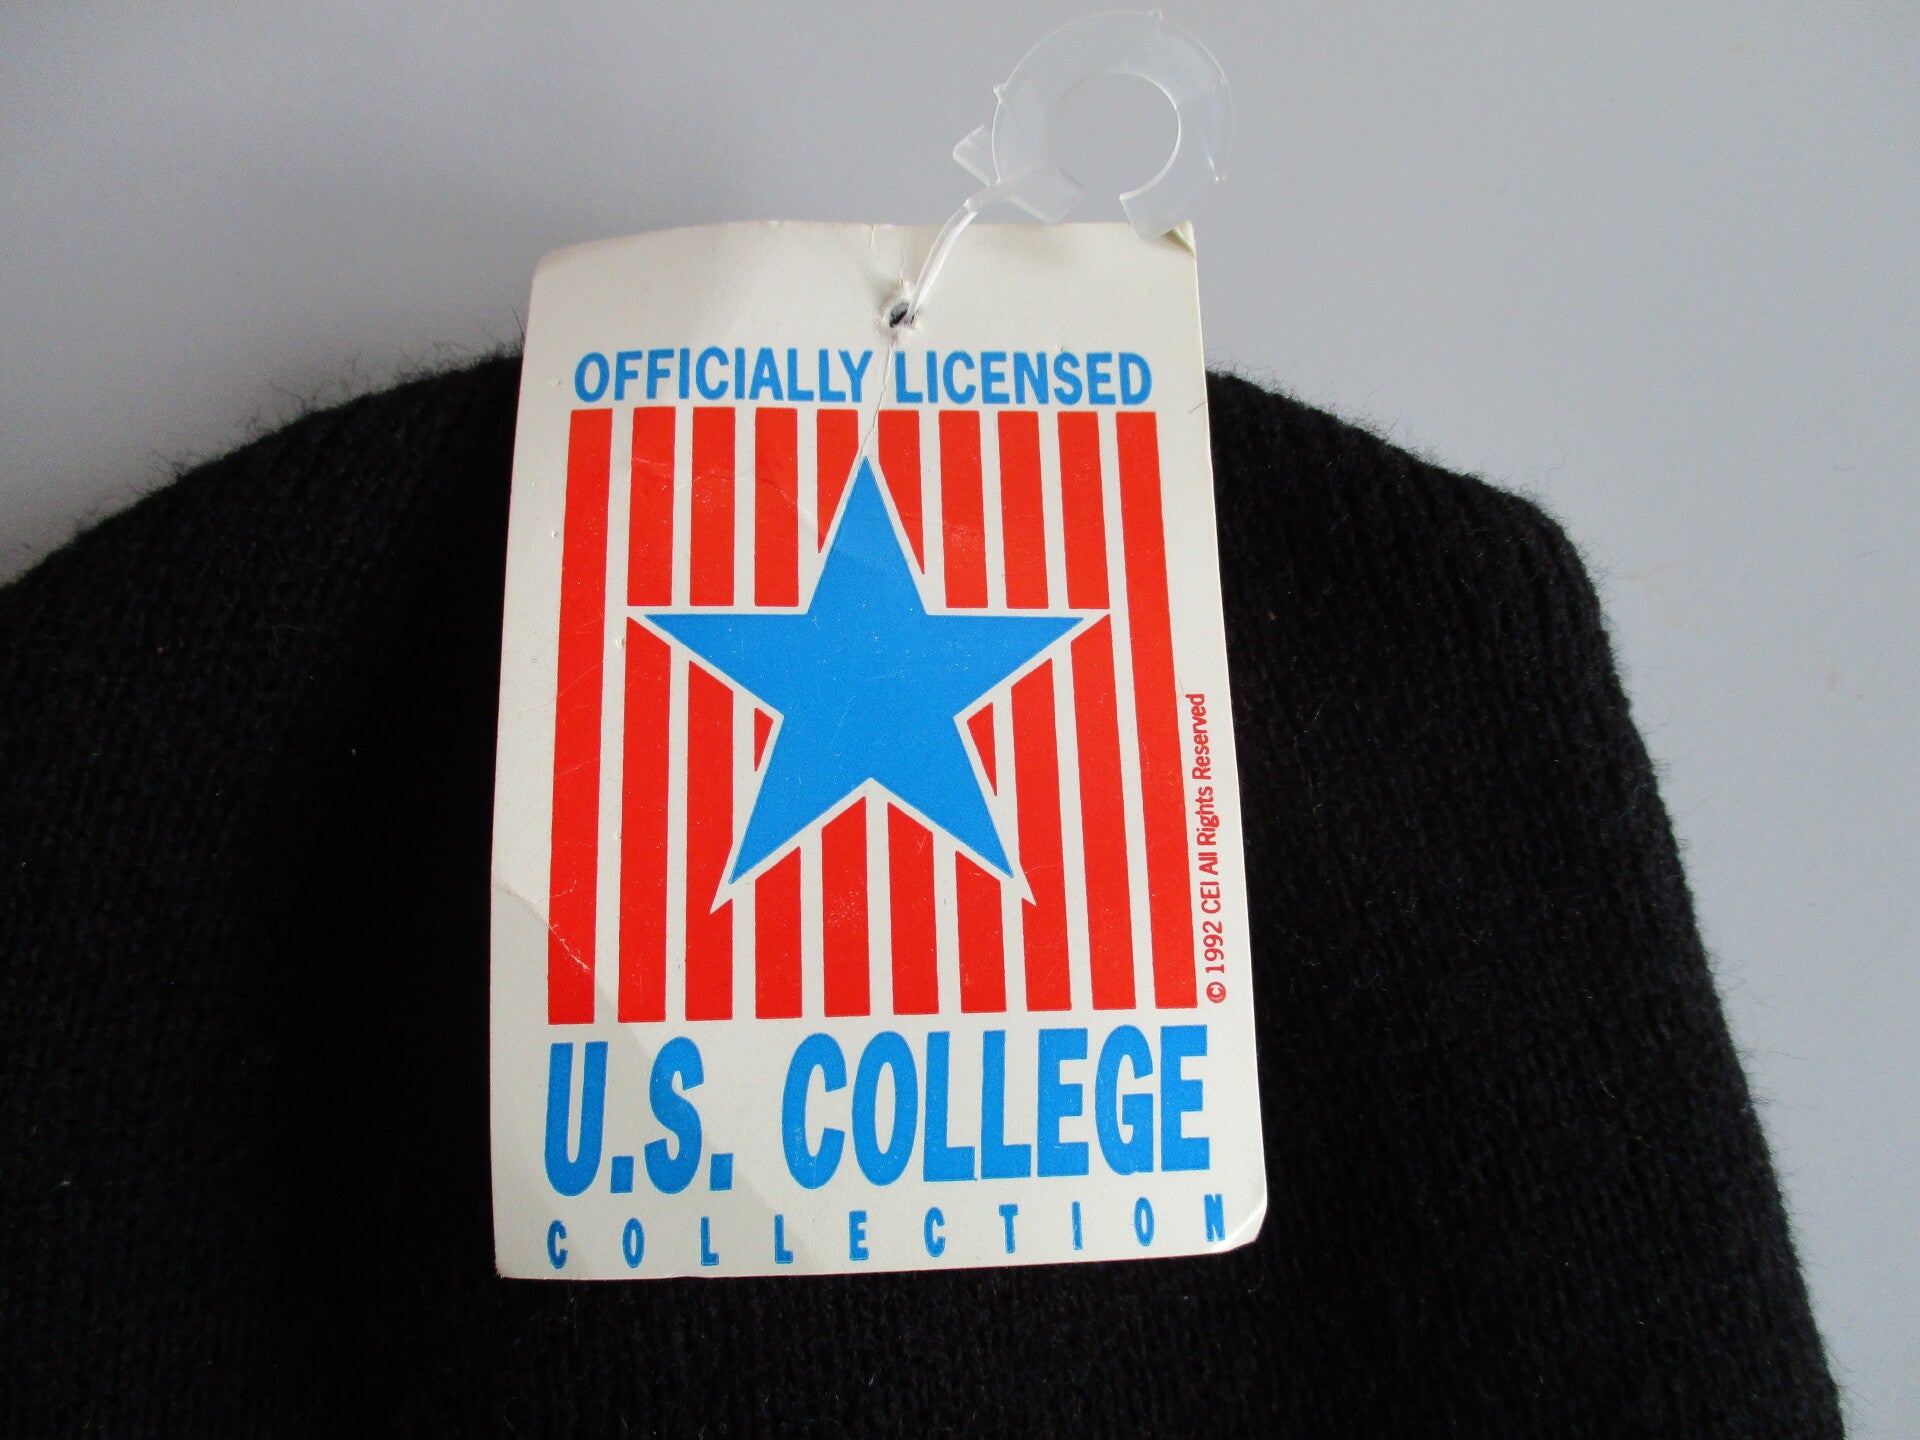 OFFICIALLY LICENSED
© 1992 CEI All Rights Reserved
U.S. COLLEGE
COLLECTION